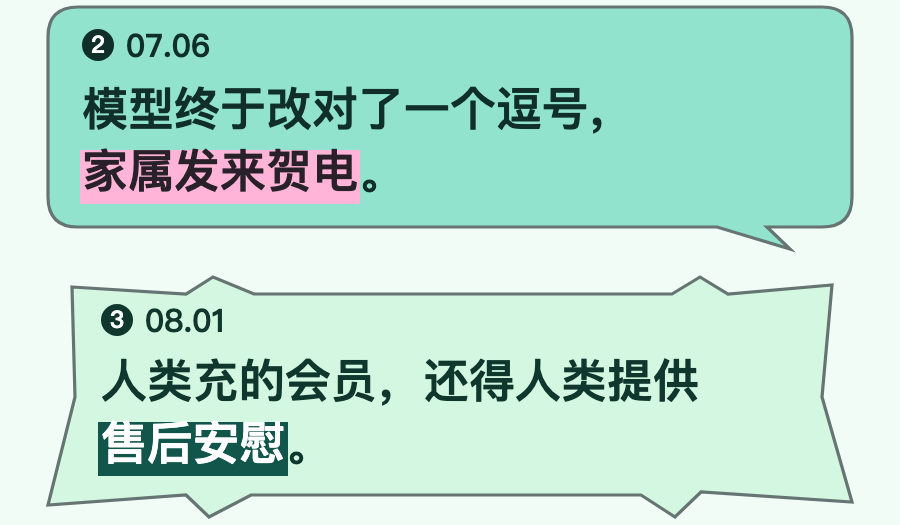 ❷ 07.06
模型终于改对了一个逗号，
家属发来贺电。
❸ 08.01
人类充的会员，还得人类提供
售后安慰。